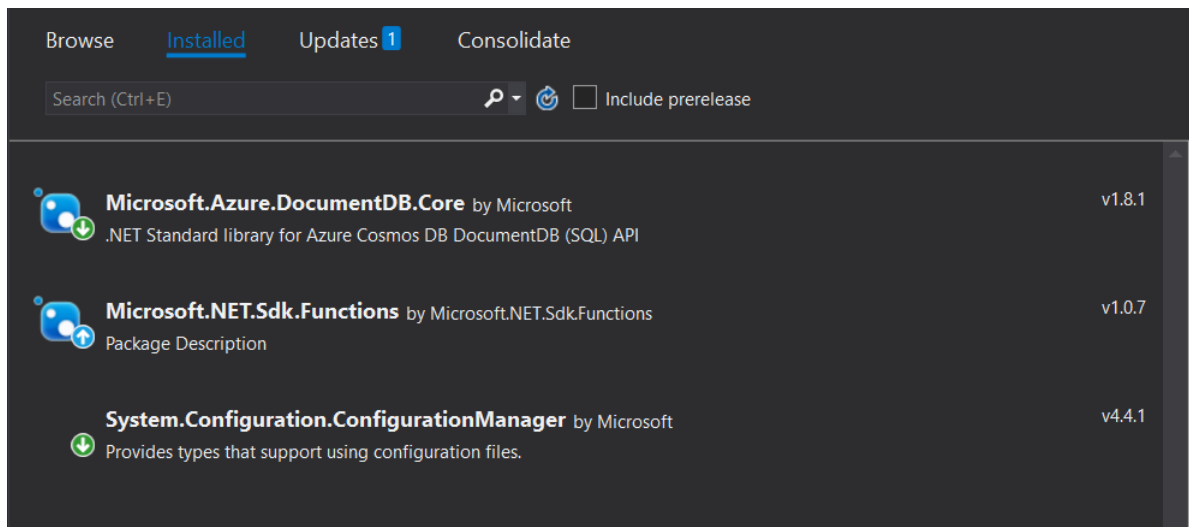 Browse Installed Updates 1 Consolidate
Search (Ctrl+E) Include prerelease
Microsoft.Azure.DocumentDB.Core by Microsoft v1.8.1
.NET Standard library for Azure Cosmos DB DocumentDB (SQL) API
Microsoft.NET.Sdk.Functions by Microsoft.NET.Sdk.Functions v1.0.7
Package Description
System.Configuration.ConfigurationManager by Microsoft v4.4.1
Provides types that support using configuration files.